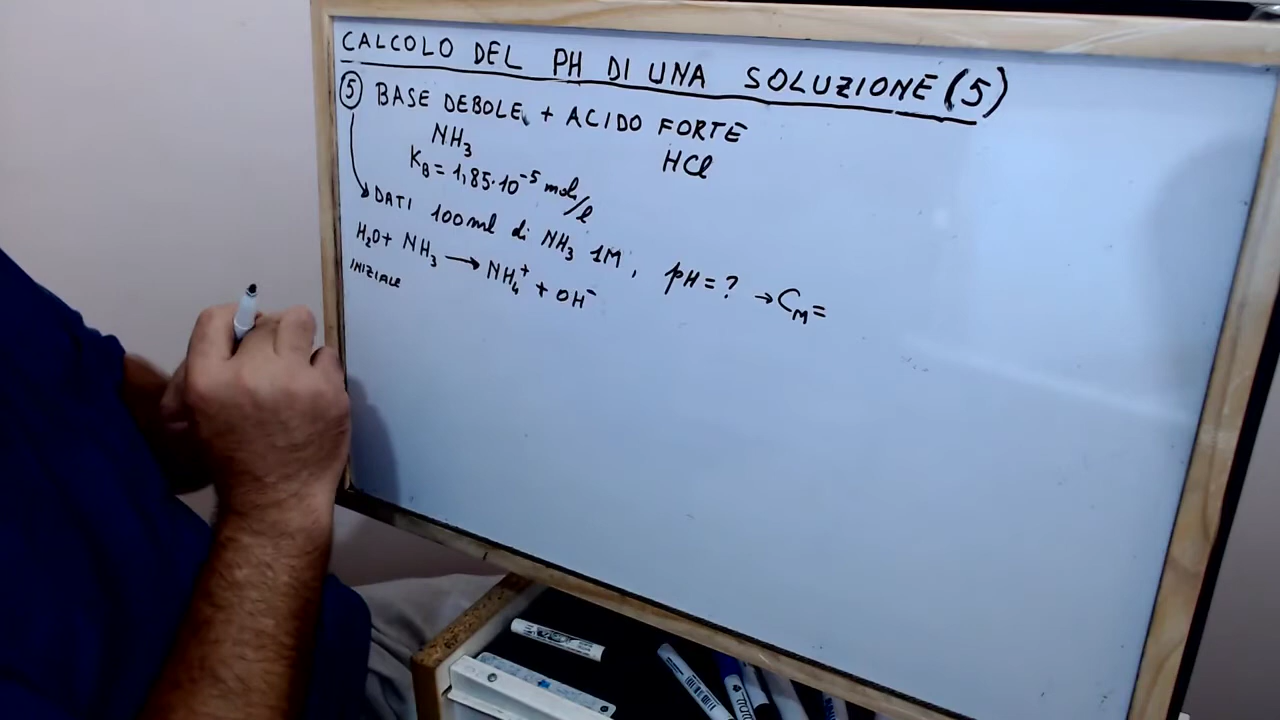 CALCOLO DEL PH DI UNA SOLUZIONE (5)
⑤ BASE DEBOLE + ACIDO FORTE
NH₃ HCl
K_B = 1,85·10⁻⁵ mol/l
DATI 100ml di NH₃ 1M, pH = ? → C_M =
H₂O + NH₃ → NH₄⁺ + OH⁻
INIZIALE